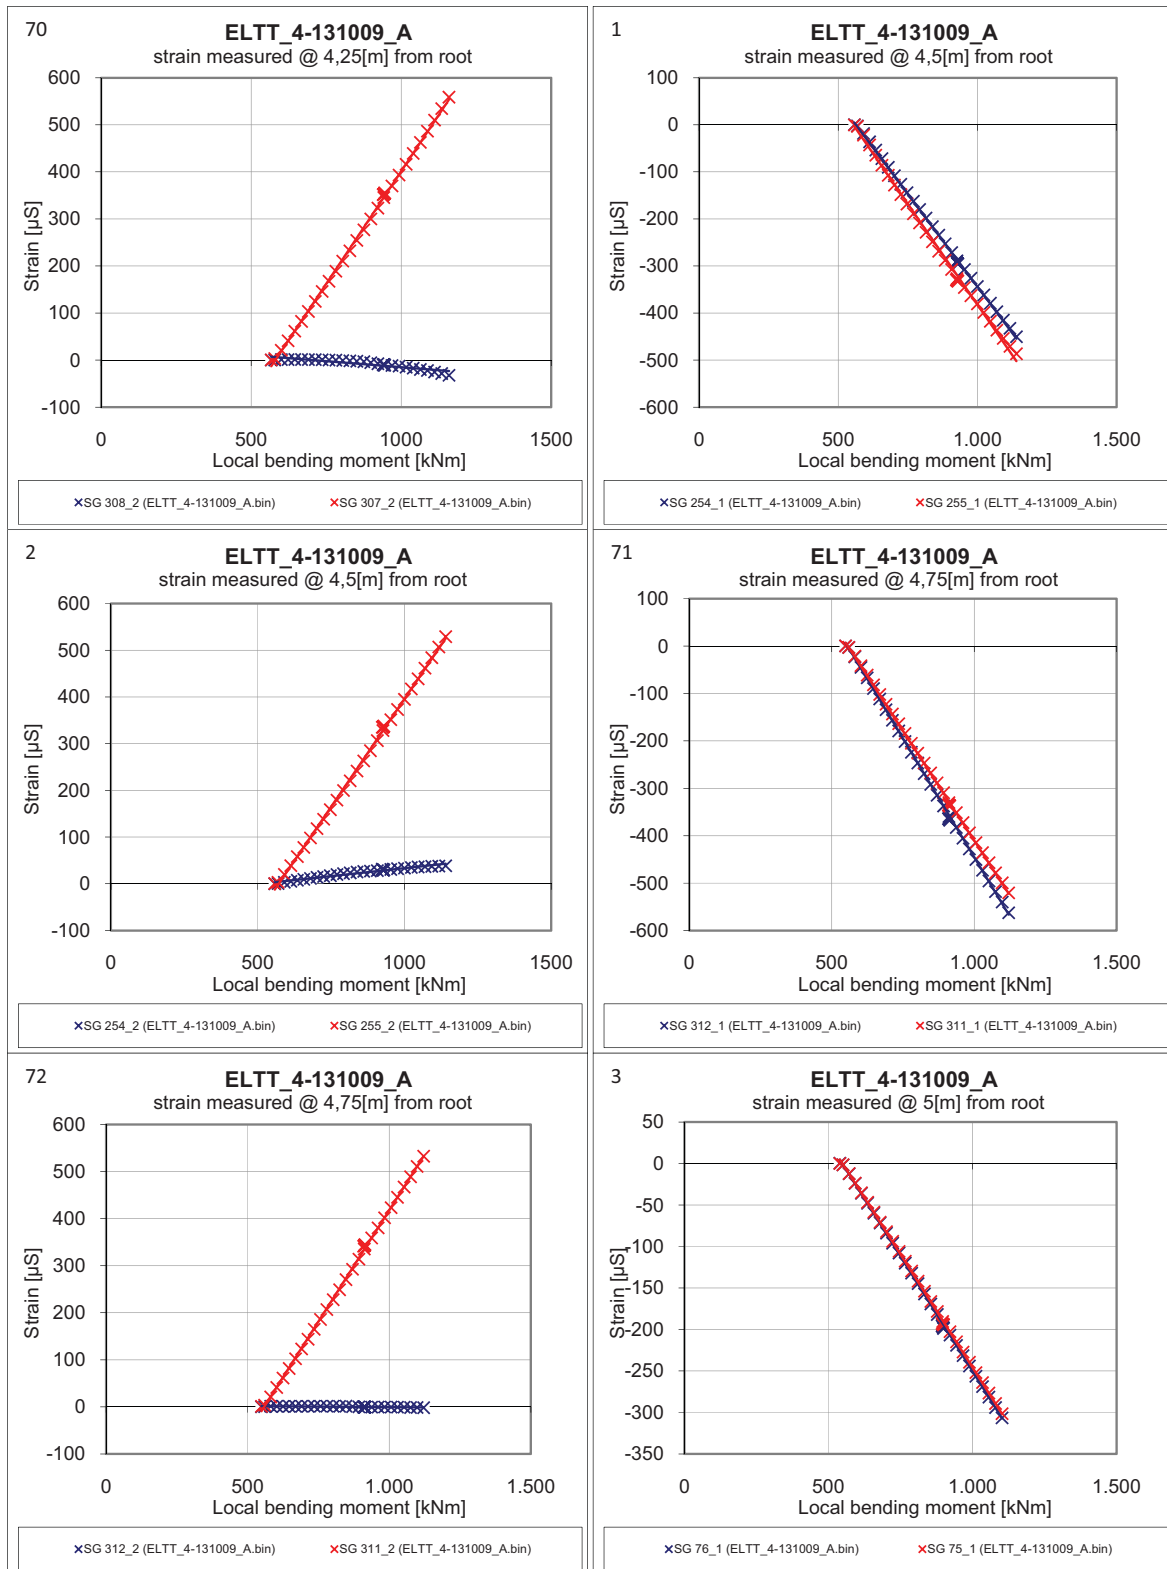 70
ELTT_4-131009_A
strain measured @ 4,25[m] from root
600
500
400
300
200
100
0
-100
Strain [µS]
0 500 1000 1500
Local bending moment [kNm]
×SG 308_2 (ELTT_4-131009_A.bin) ×SG 307_2 (ELTT_4-131009_A.bin)
1
ELTT_4-131009_A
strain measured @ 4,5[m] from root
100
0
-100
-200
-300
-400
-500
-600
Strain [µS]
0 500 1.000 1.500
Local bending moment [kNm]
×SG 254_1 (ELTT_4-131009_A.bin) ×SG 255_1 (ELTT_4-131009_A.bin)
2
ELTT_4-131009_A
strain measured @ 4,5[m] from root
600
500
400
300
200
100
0
-100
Strain [µS]
0 500 1000 1500
Local bending moment [kNm]
×SG 254_2 (ELTT_4-131009_A.bin) ×SG 255_2 (ELTT_4-131009_A.bin)
71
ELTT_4-131009_A
strain measured @ 4,75[m] from root
100
0
-100
-200
-300
-400
-500
-600
Strain [µS]
0 500 1.000 1.500
Local bending moment [kNm]
×SG 312_1 (ELTT_4-131009_A.bin) ×SG 311_1 (ELTT_4-131009_A.bin)
72
ELTT_4-131009_A
strain measured @ 4,75[m] from root
600
500
400
300
200
100
0
-100
Strain [µS]
0 500 1.000 1.500
Local bending moment [kNm]
×SG 312_2 (ELTT_4-131009_A.bin) ×SG 311_2 (ELTT_4-131009_A.bin)
3
ELTT_4-131009_A
strain measured @ 5[m] from root
50
0
-50
-100
-150
-200
-250
-300
-350
Strain [µS]
0 500 1.000 1.500
Local bending moment [kNm]
×SG 76_1 (ELTT_4-131009_A.bin) ×SG 75_1 (ELTT_4-131009_A.bin)